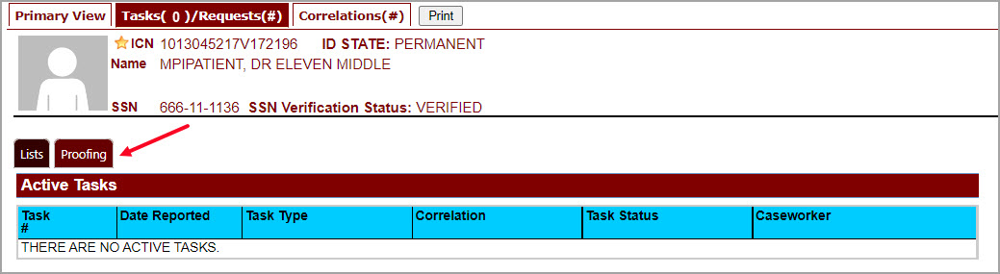 Primary View Tasks( 0 )/Requests(#) Correlations(#) Print
ICN 1013045217V172196 ID STATE: PERMANENT
Name MPIPATIENT, DR ELEVEN MIDDLE
SSN 666-11-1136 SSN Verification Status: VERIFIED
Lists Proofing
Active Tasks
Task # Date Reported Task Type Correlation Task Status Caseworker
THERE ARE NO ACTIVE TASKS.